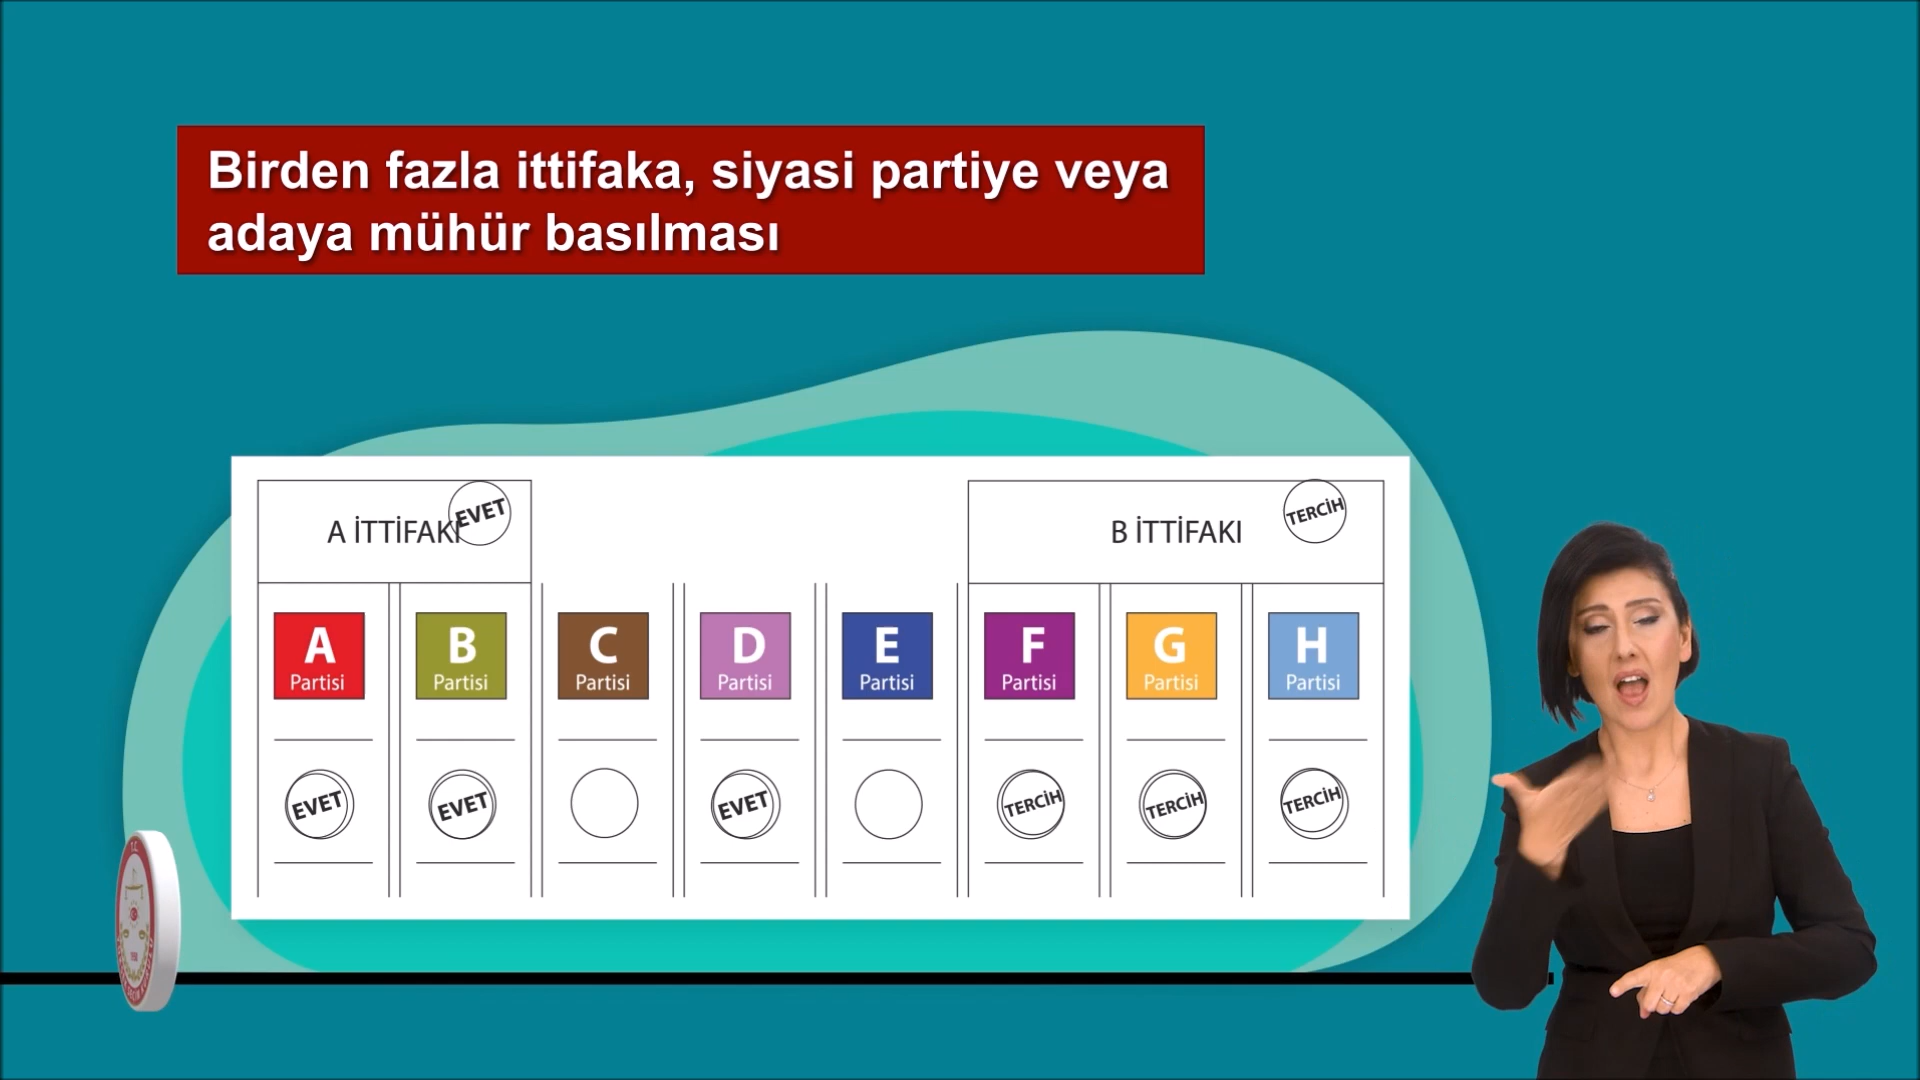 Birden fazla ittifaka, siyasi partiye veya
adaya mühür basılması
A İTTİFAKI EVET
B İTTİFAKI TERCİH
A Partisi
B Partisi
C Partisi
D Partisi
E Partisi
F Partisi
G Partisi
H Partisi
EVET EVET EVET TERCİH TERCİH TERCİH
T.C.